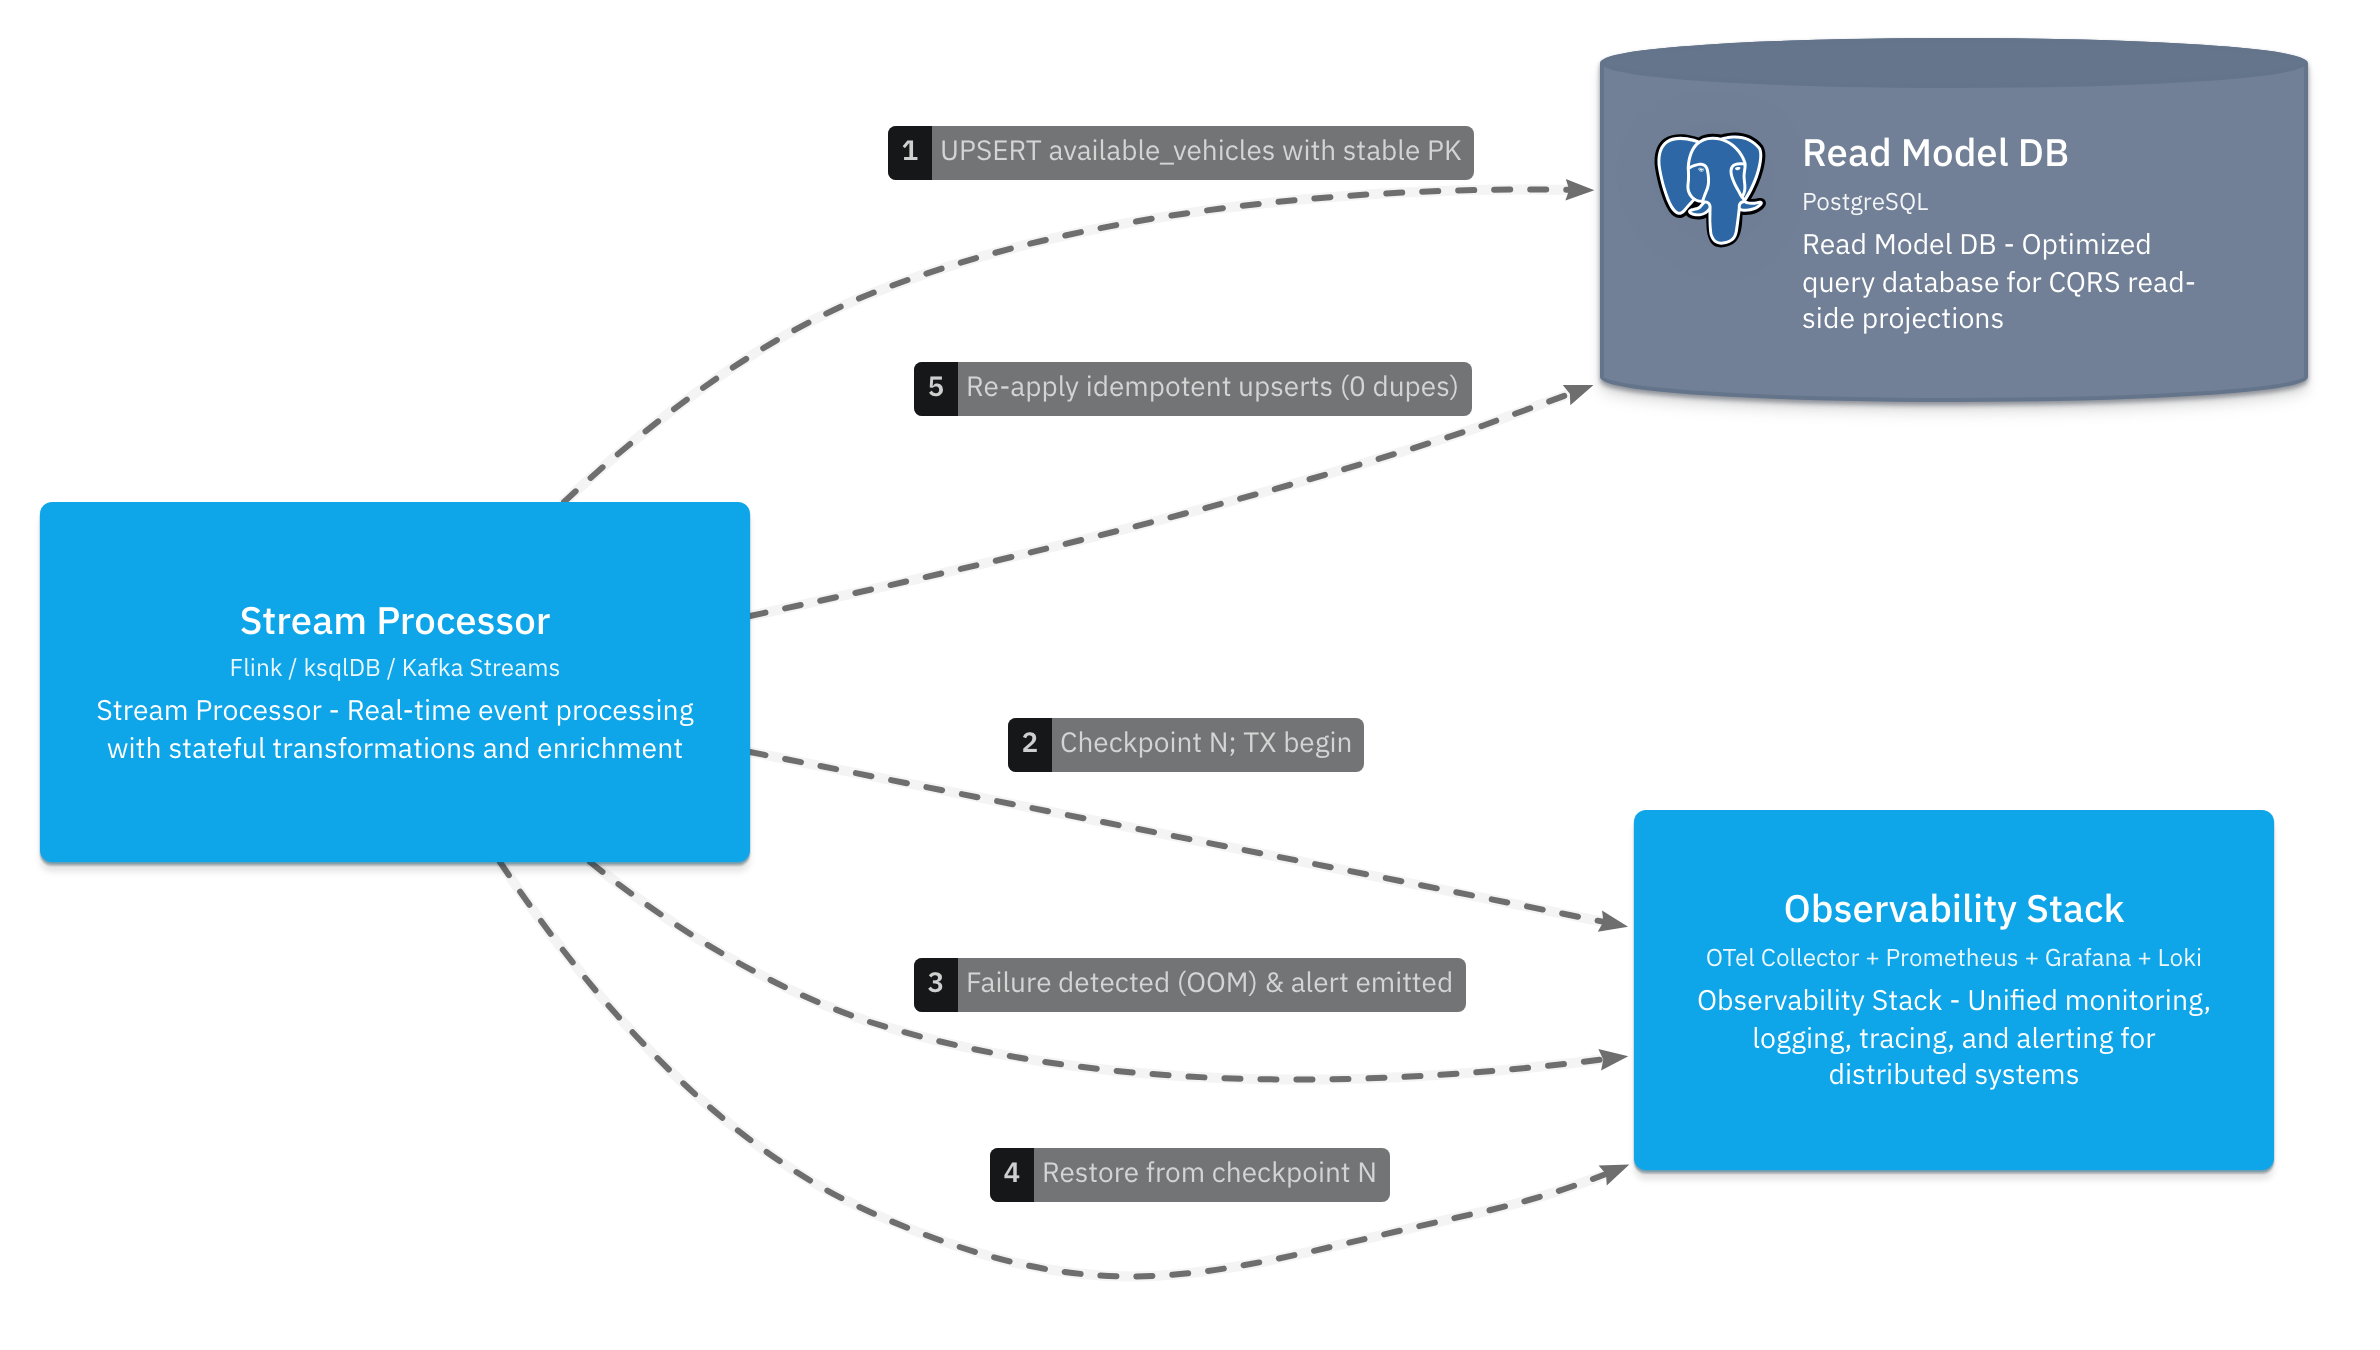 1 UPSERT available_vehicles with stable PK
Read Model DB
PostgreSQL
Read Model DB - Optimized
query database for CQRS read-
side projections
5 Re-apply idempotent upserts (0 dupes)
Stream Processor
Flink / ksqlDB / Kafka Streams
Stream Processor - Real-time event processing
with stateful transformations and enrichment
2 Checkpoint N; TX begin
Observability Stack
OTel Collector + Prometheus + Grafana + Loki
Observability Stack - Unified monitoring,
logging, tracing, and alerting for
distributed systems
3 Failure detected (OOM) & alert emitted
4 Restore from checkpoint N